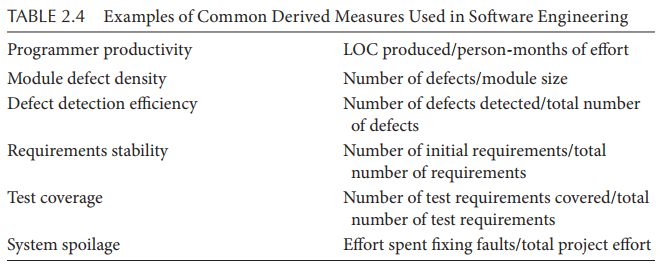 TABLE 2.4 Examples of Common Derived Measures Used in Software Engineering
Programmer productivity LOC produced/person-months of effort
Module defect density Number of defects/module size
Defect detection efficiency Number of defects detected/total number
of defects
Requirements stability Number of initial requirements/total
number of requirements
Test coverage Number of test requirements covered/total
number of test requirements
System spoilage Effort spent fixing faults/total project effort